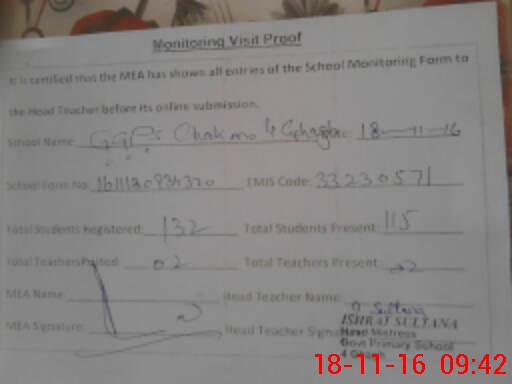 Monitoring Visit Proof
It is certified that the MEA has shown all entries of the School Monitoring Form to
the Head Teacher before its online submission.
School Name: GGPS Chak no 4 18-11-16
School Form No: EMIS Code: 33230571
Total Students Registered: 132 Total Students Present: 115
Total Teachers Posted: 02 Total Teachers Present: 02
MEA Name: Head Teacher Name:
MEA Signature: Head Teacher Signature
ISHRAT SULTANA
Head Mistress
Govt Primary School
18-11-16 09:42